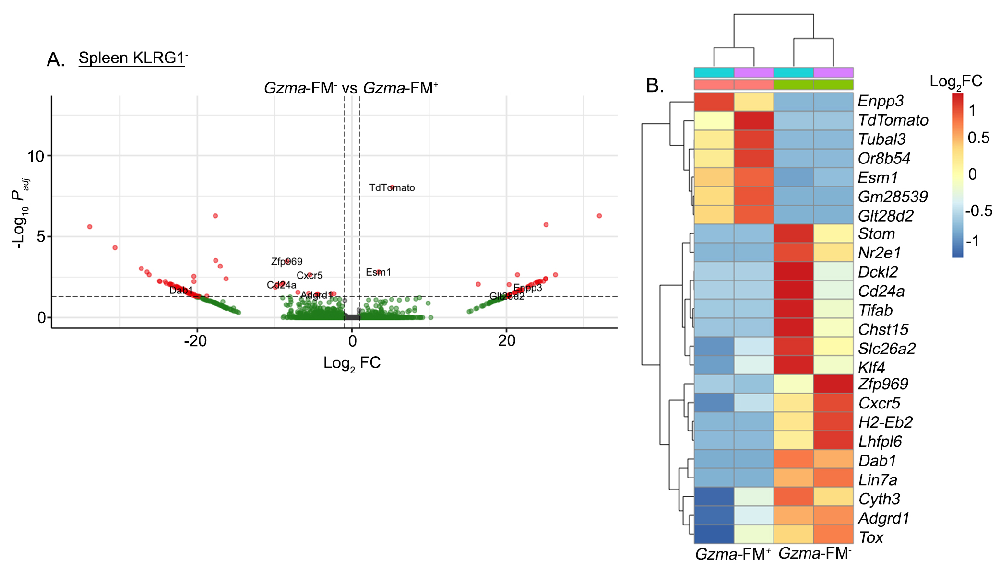 A. Spleen KLRG1-
Gzma-FM- vs Gzma-FM+
-Log10 Padj
10
5
0
TdTomato
Zfp969
Cxcr5
Esm1
Cd24a
Dab1
Adgrd1
Enpp3
Glt28d2
-20
0
20
Log2 FC
B.
Log2FC
1
0.5
0
-0.5
-1
Enpp3
TdTomato
Tubal3
Or8b54
Esm1
Gm28539
Glt28d2
Stom
Nr2e1
Dckl2
Cd24a
Tifab
Chst15
Slc26a2
Klf4
Zfp969
Cxcr5
H2-Eb2
Lhfpl6
Dab1
Lin7a
Cyth3
Adgrd1
Tox
Gzma-FM+ Gzma-FM-